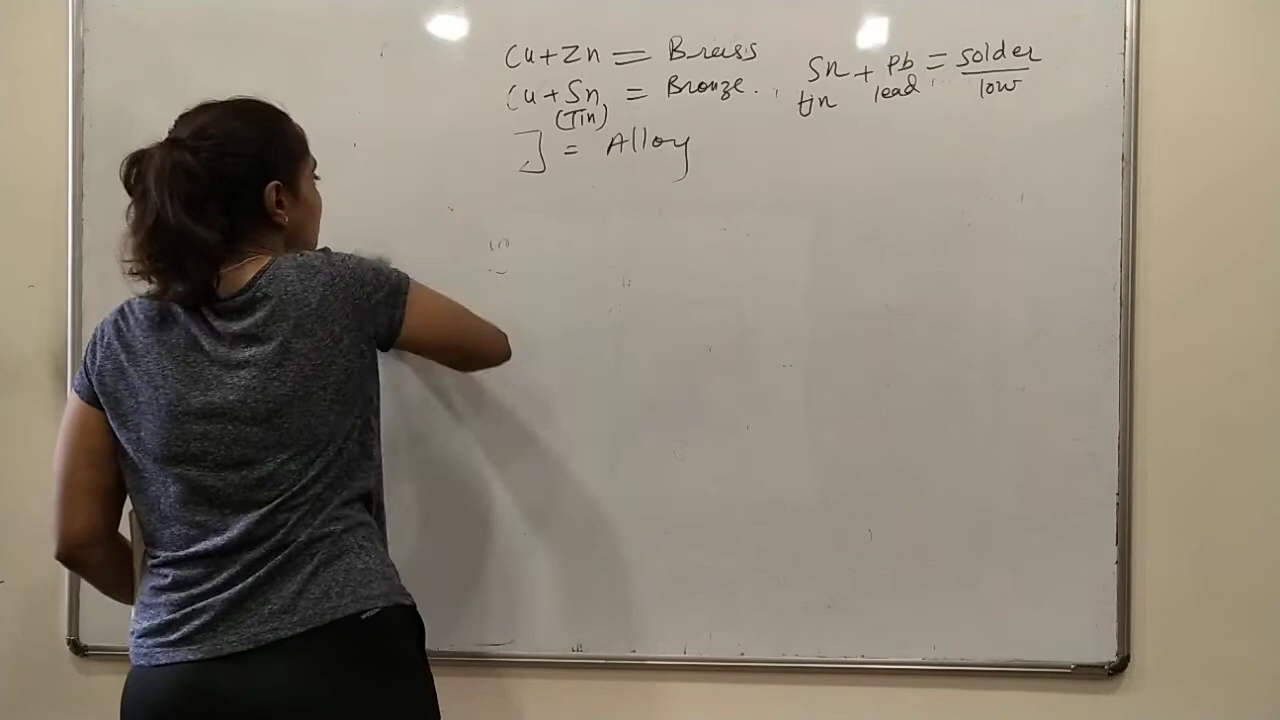 Cu+Zn = Brass
Cu + Sn = Bronze.
(Tin)
] = Alloy
Sn + Pb = solder
tin lead low